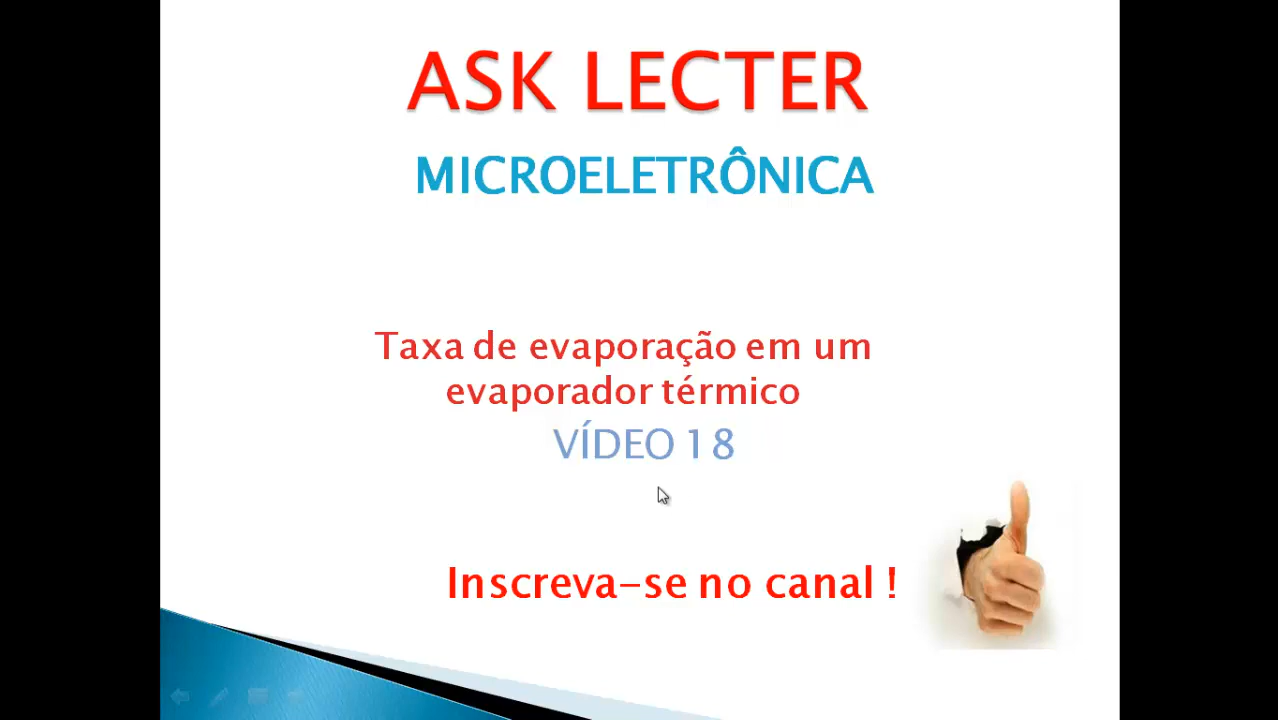 ASK LECTER
MICROELETRÔNICA
Taxa de evaporação em um
evaporador térmico
VÍDEO 18
Inscreva-se no canal !